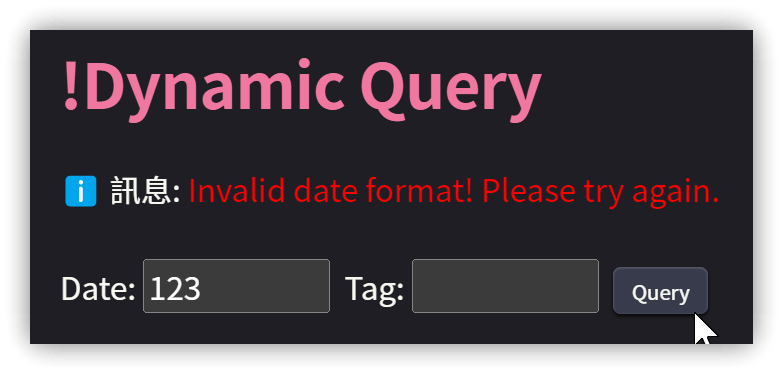 !Dynamic Query
ℹ️ 訊息: Invalid date format! Please try again.
Date: 123 Tag: Query